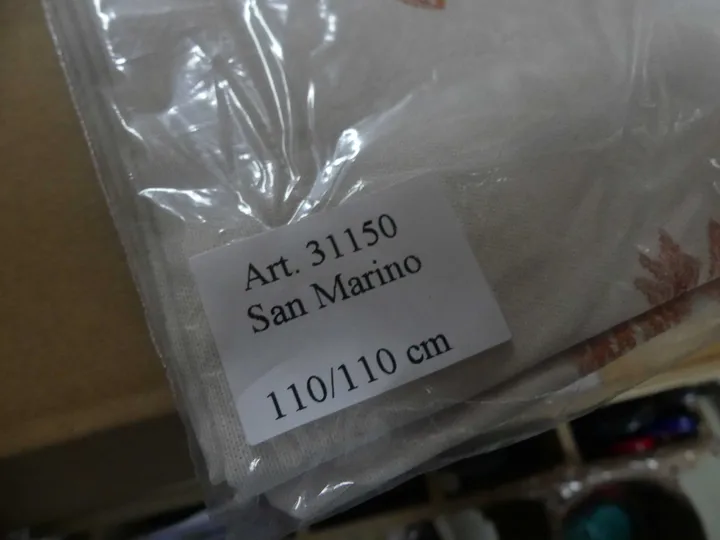 Art. 31150
San Marino
110/110 cm